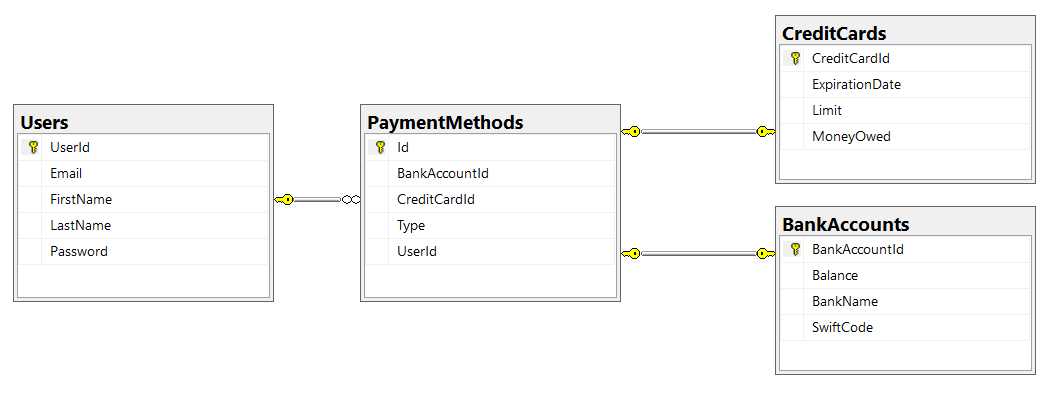 Users
UserId
Email
FirstName
LastName
Password
PaymentMethods
Id
BankAccountId
CreditCardId
Type
UserId
CreditCards
CreditCardId
ExpirationDate
Limit
MoneyOwed
BankAccounts
BankAccountId
Balance
BankName
SwiftCode